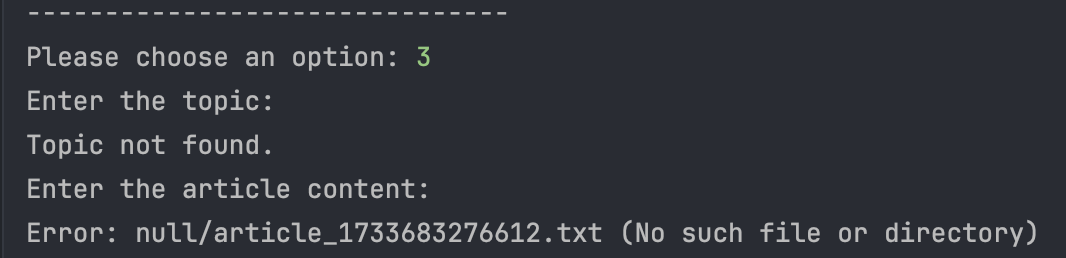 --------------------------------
Please choose an option: 3
Enter the topic:
Topic not found.
Enter the article content:
Error: null/article_1733683276612.txt (No such file or directory)